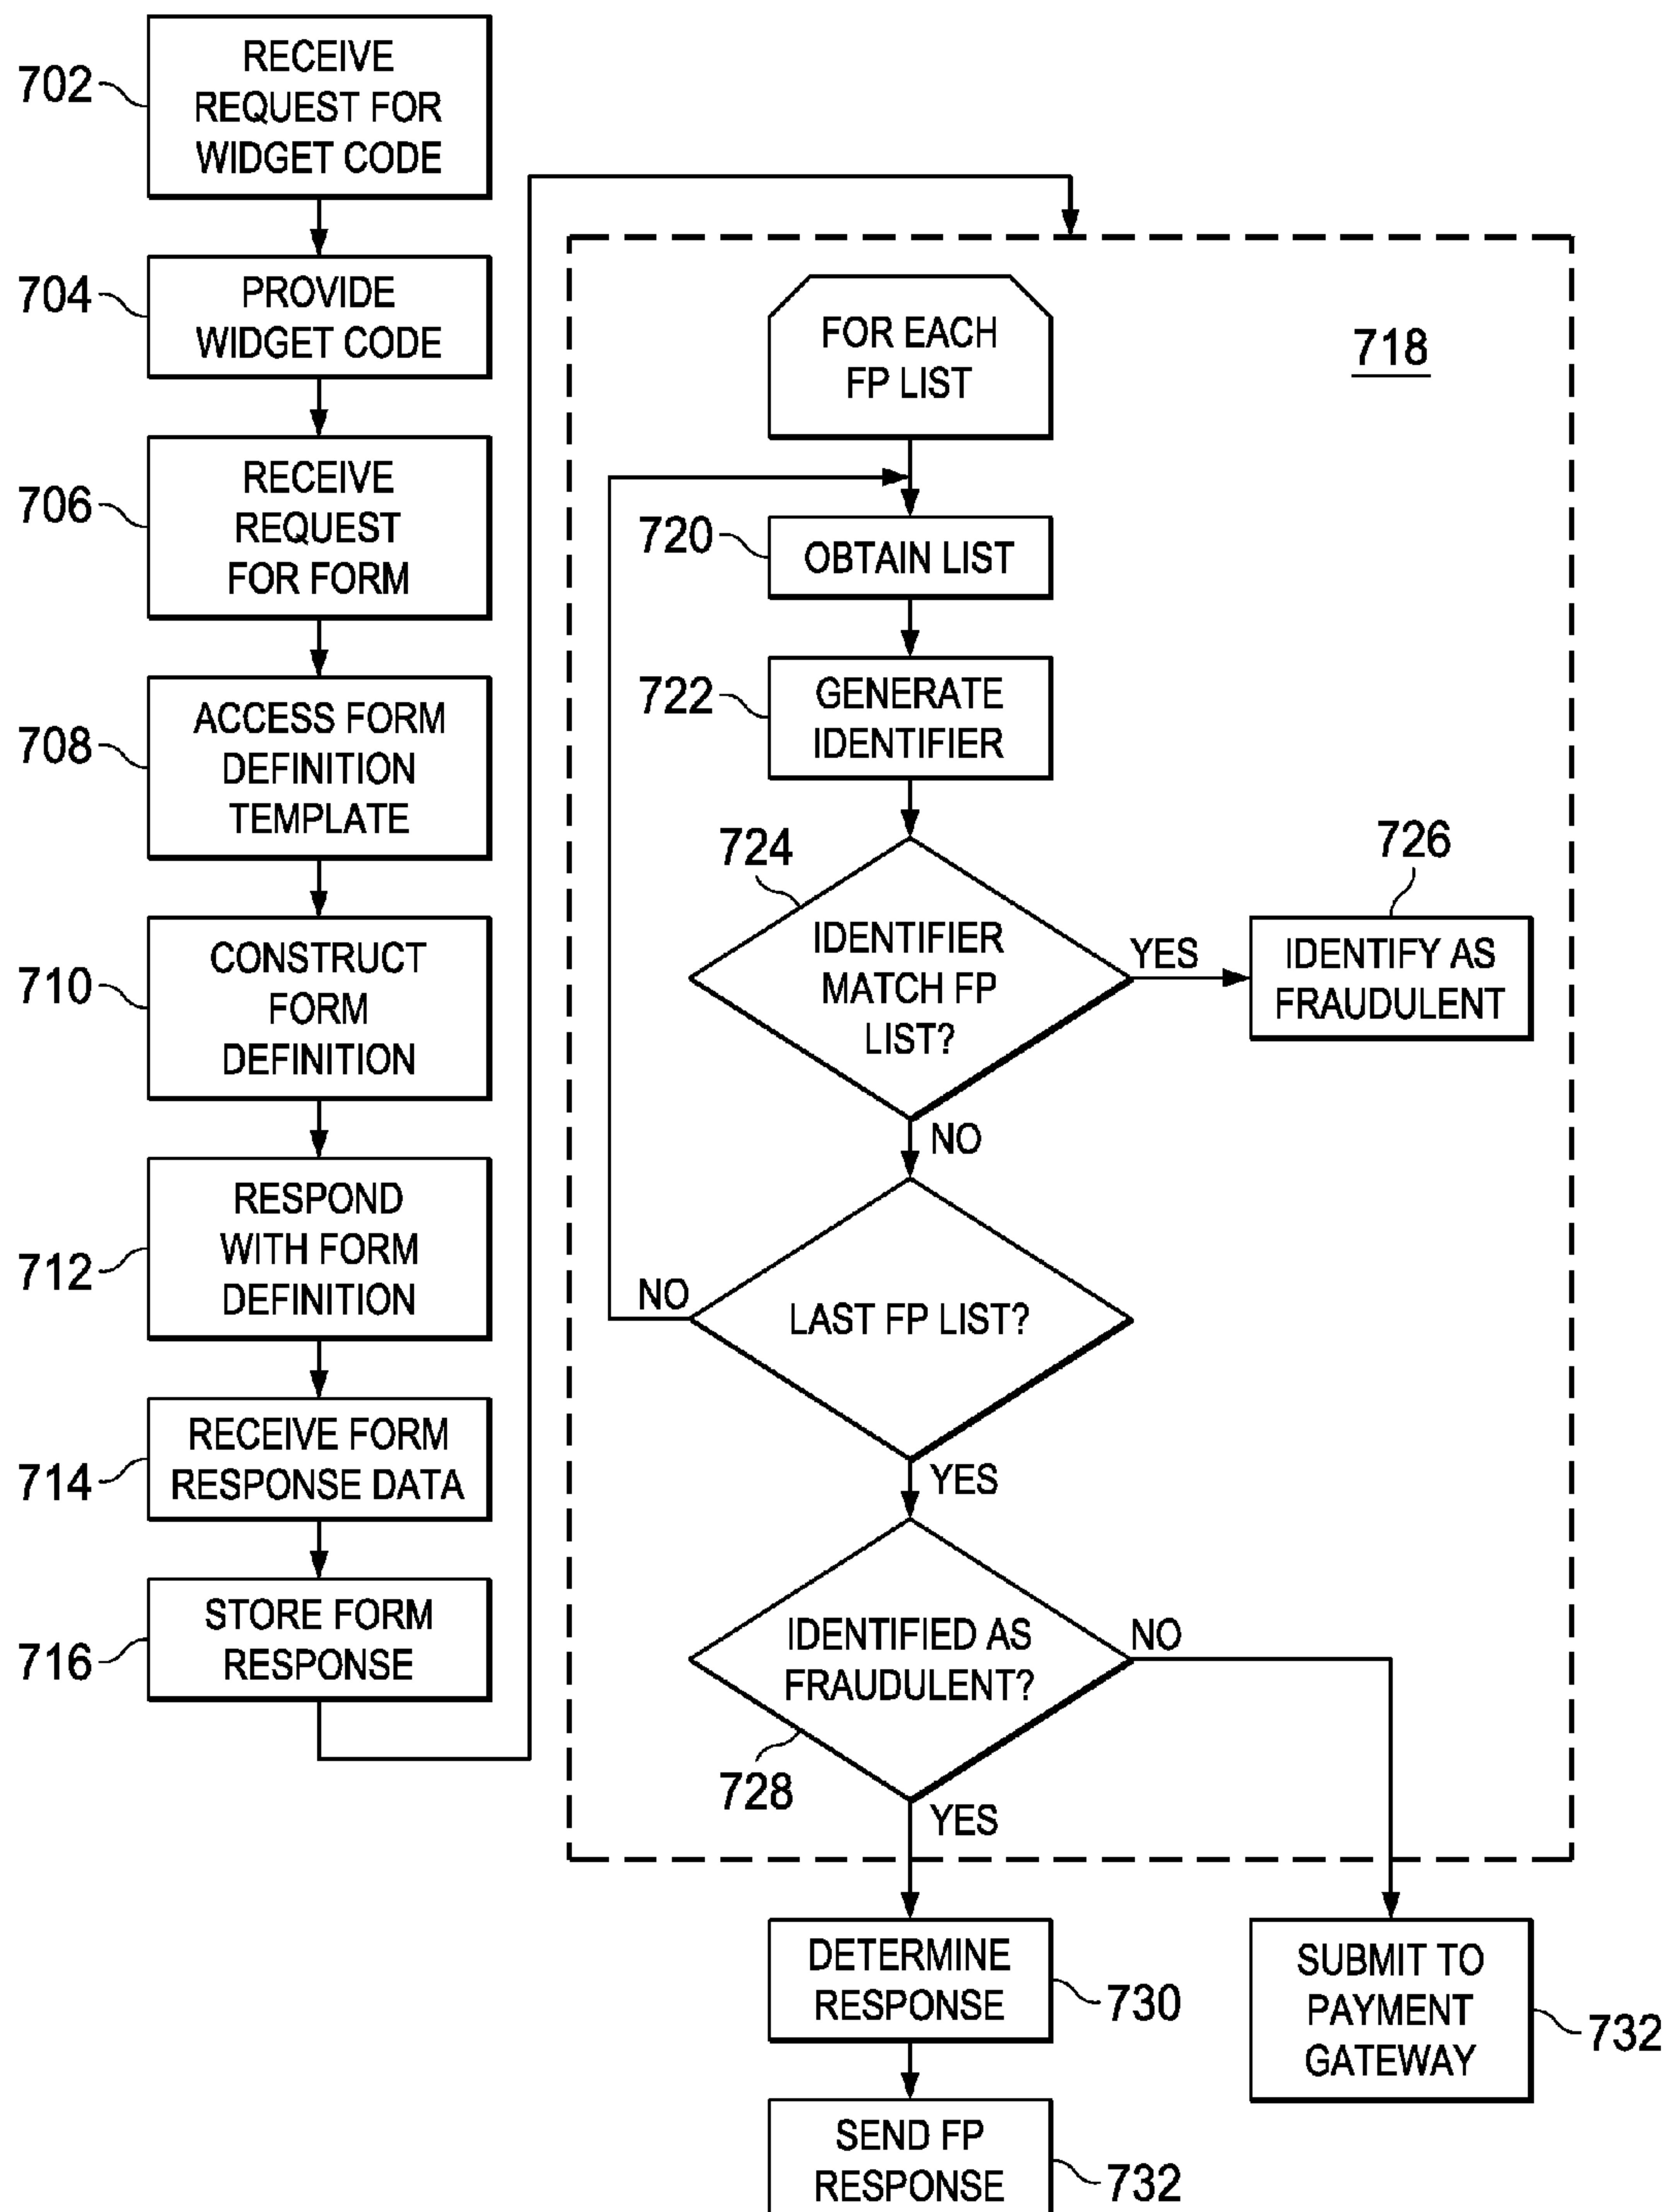 702
RECEIVE
REQUEST FOR
WIDGET CODE
704
PROVIDE
WIDGET CODE
706
RECEIVE
REQUEST
FOR FORM
708
ACCESS FORM
DEFINITION
TEMPLATE
710
CONSTRUCT
FORM
DEFINITION
712
RESPOND
WITH FORM
DEFINITION
714
RECEIVE FORM
RESPONSE DATA
716
STORE FORM
RESPONSE
718
FOR EACH
FP LIST
720
OBTAIN LIST
722
GENERATE
IDENTIFIER
724
IDENTIFIER
MATCH FP
LIST?
YES
726
IDENTIFY AS
FRAUDULENT
NO
LAST FP LIST?
NO
YES
IDENTIFIED AS
FRAUDULENT?
728
NO
YES
DETERMINE
RESPONSE
730
SEND FP
RESPONSE
732
SUBMIT TO
PAYMENT
GATEWAY
732